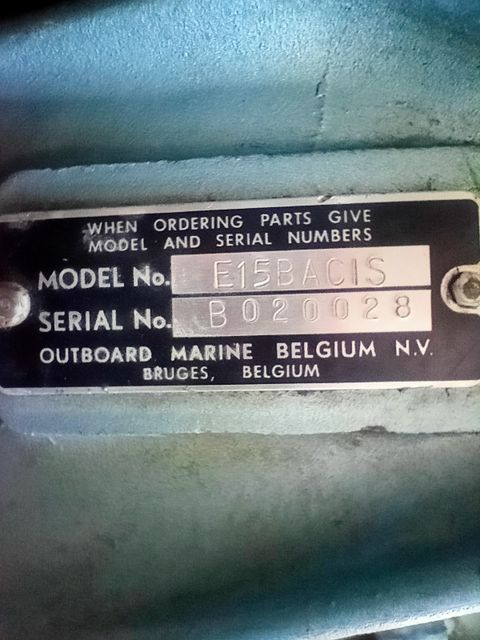 WHEN ORDERING PARTS GIVE
MODEL AND SERIAL NUMBERS
MODEL No. E15BACIS
SERIAL No. B020028
OUTBOARD MARINE BELGIUM N.V.
BRUGES, BELGIUM